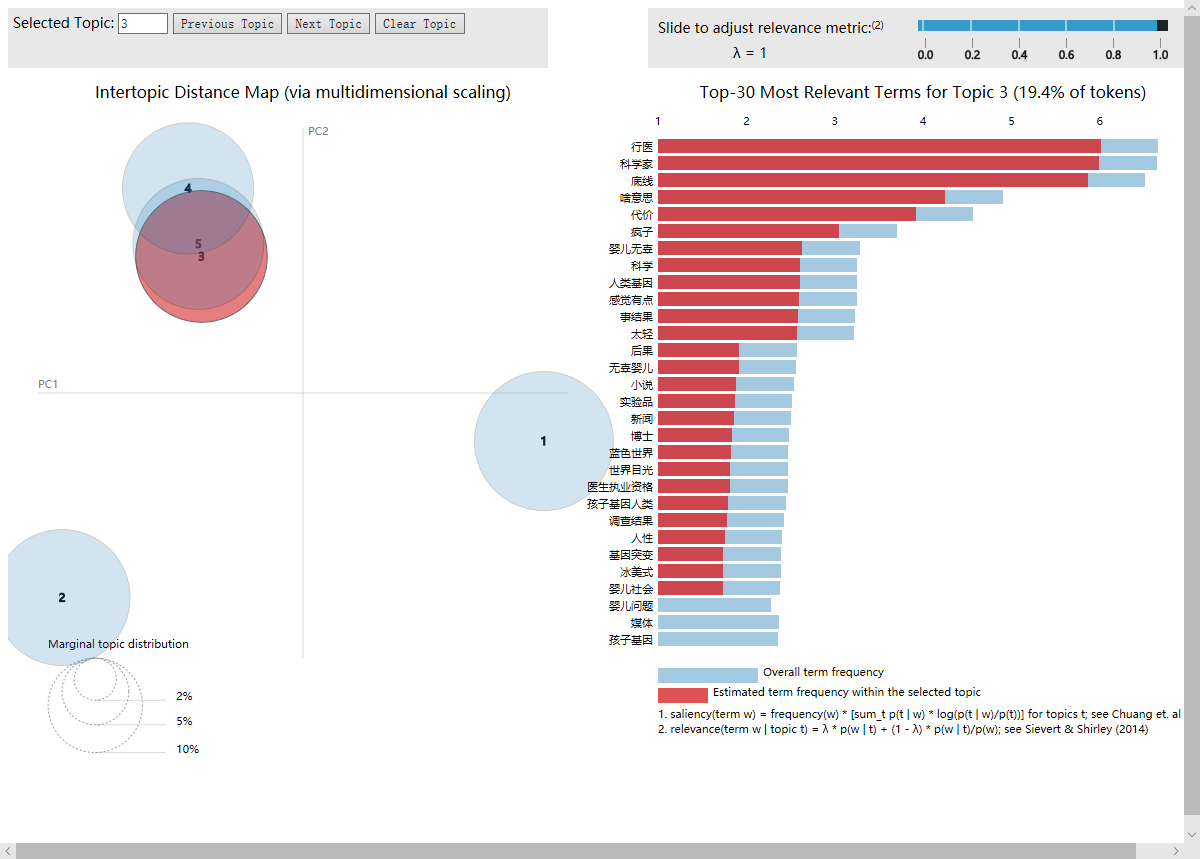 Selected Topic: 3 Previous Topic Next Topic Clear Topic
Slide to adjust relevance metric:(2)
λ = 1
0.0 0.2 0.4 0.6 0.8 1.0
Intertopic Distance Map (via multidimensional scaling)
PC2
PC1
4
5
3
1
2
Marginal topic distribution
2%
5%
10%
Top-30 Most Relevant Terms for Topic 3 (19.4% of tokens)
1 2 3 4 5 6
行医
科学家
底线
啥意思
代价
疯子
婴儿无辜
科学
人类基因
感觉有点
事结果
太轻
后果
无辜婴儿
小说
实验品
新闻
博士
蓝色世界
世界目光
医生执业资格
孩子基因人类
调查结果
人性
基因突变
冰美式
婴儿社会
婴儿问题
媒体
孩子基因
Overall term frequency
Estimated term frequency within the selected topic
1. saliency(term w) = frequency(w) * [sum_t p(t | w) * log(p(t | w)/p(t))] for topics t; see Chuang et. al
2. relevance(term w | topic t) = λ * p(w | t) + (1 - λ) * p(w | t)/p(w); see Sievert & Shirley (2014)